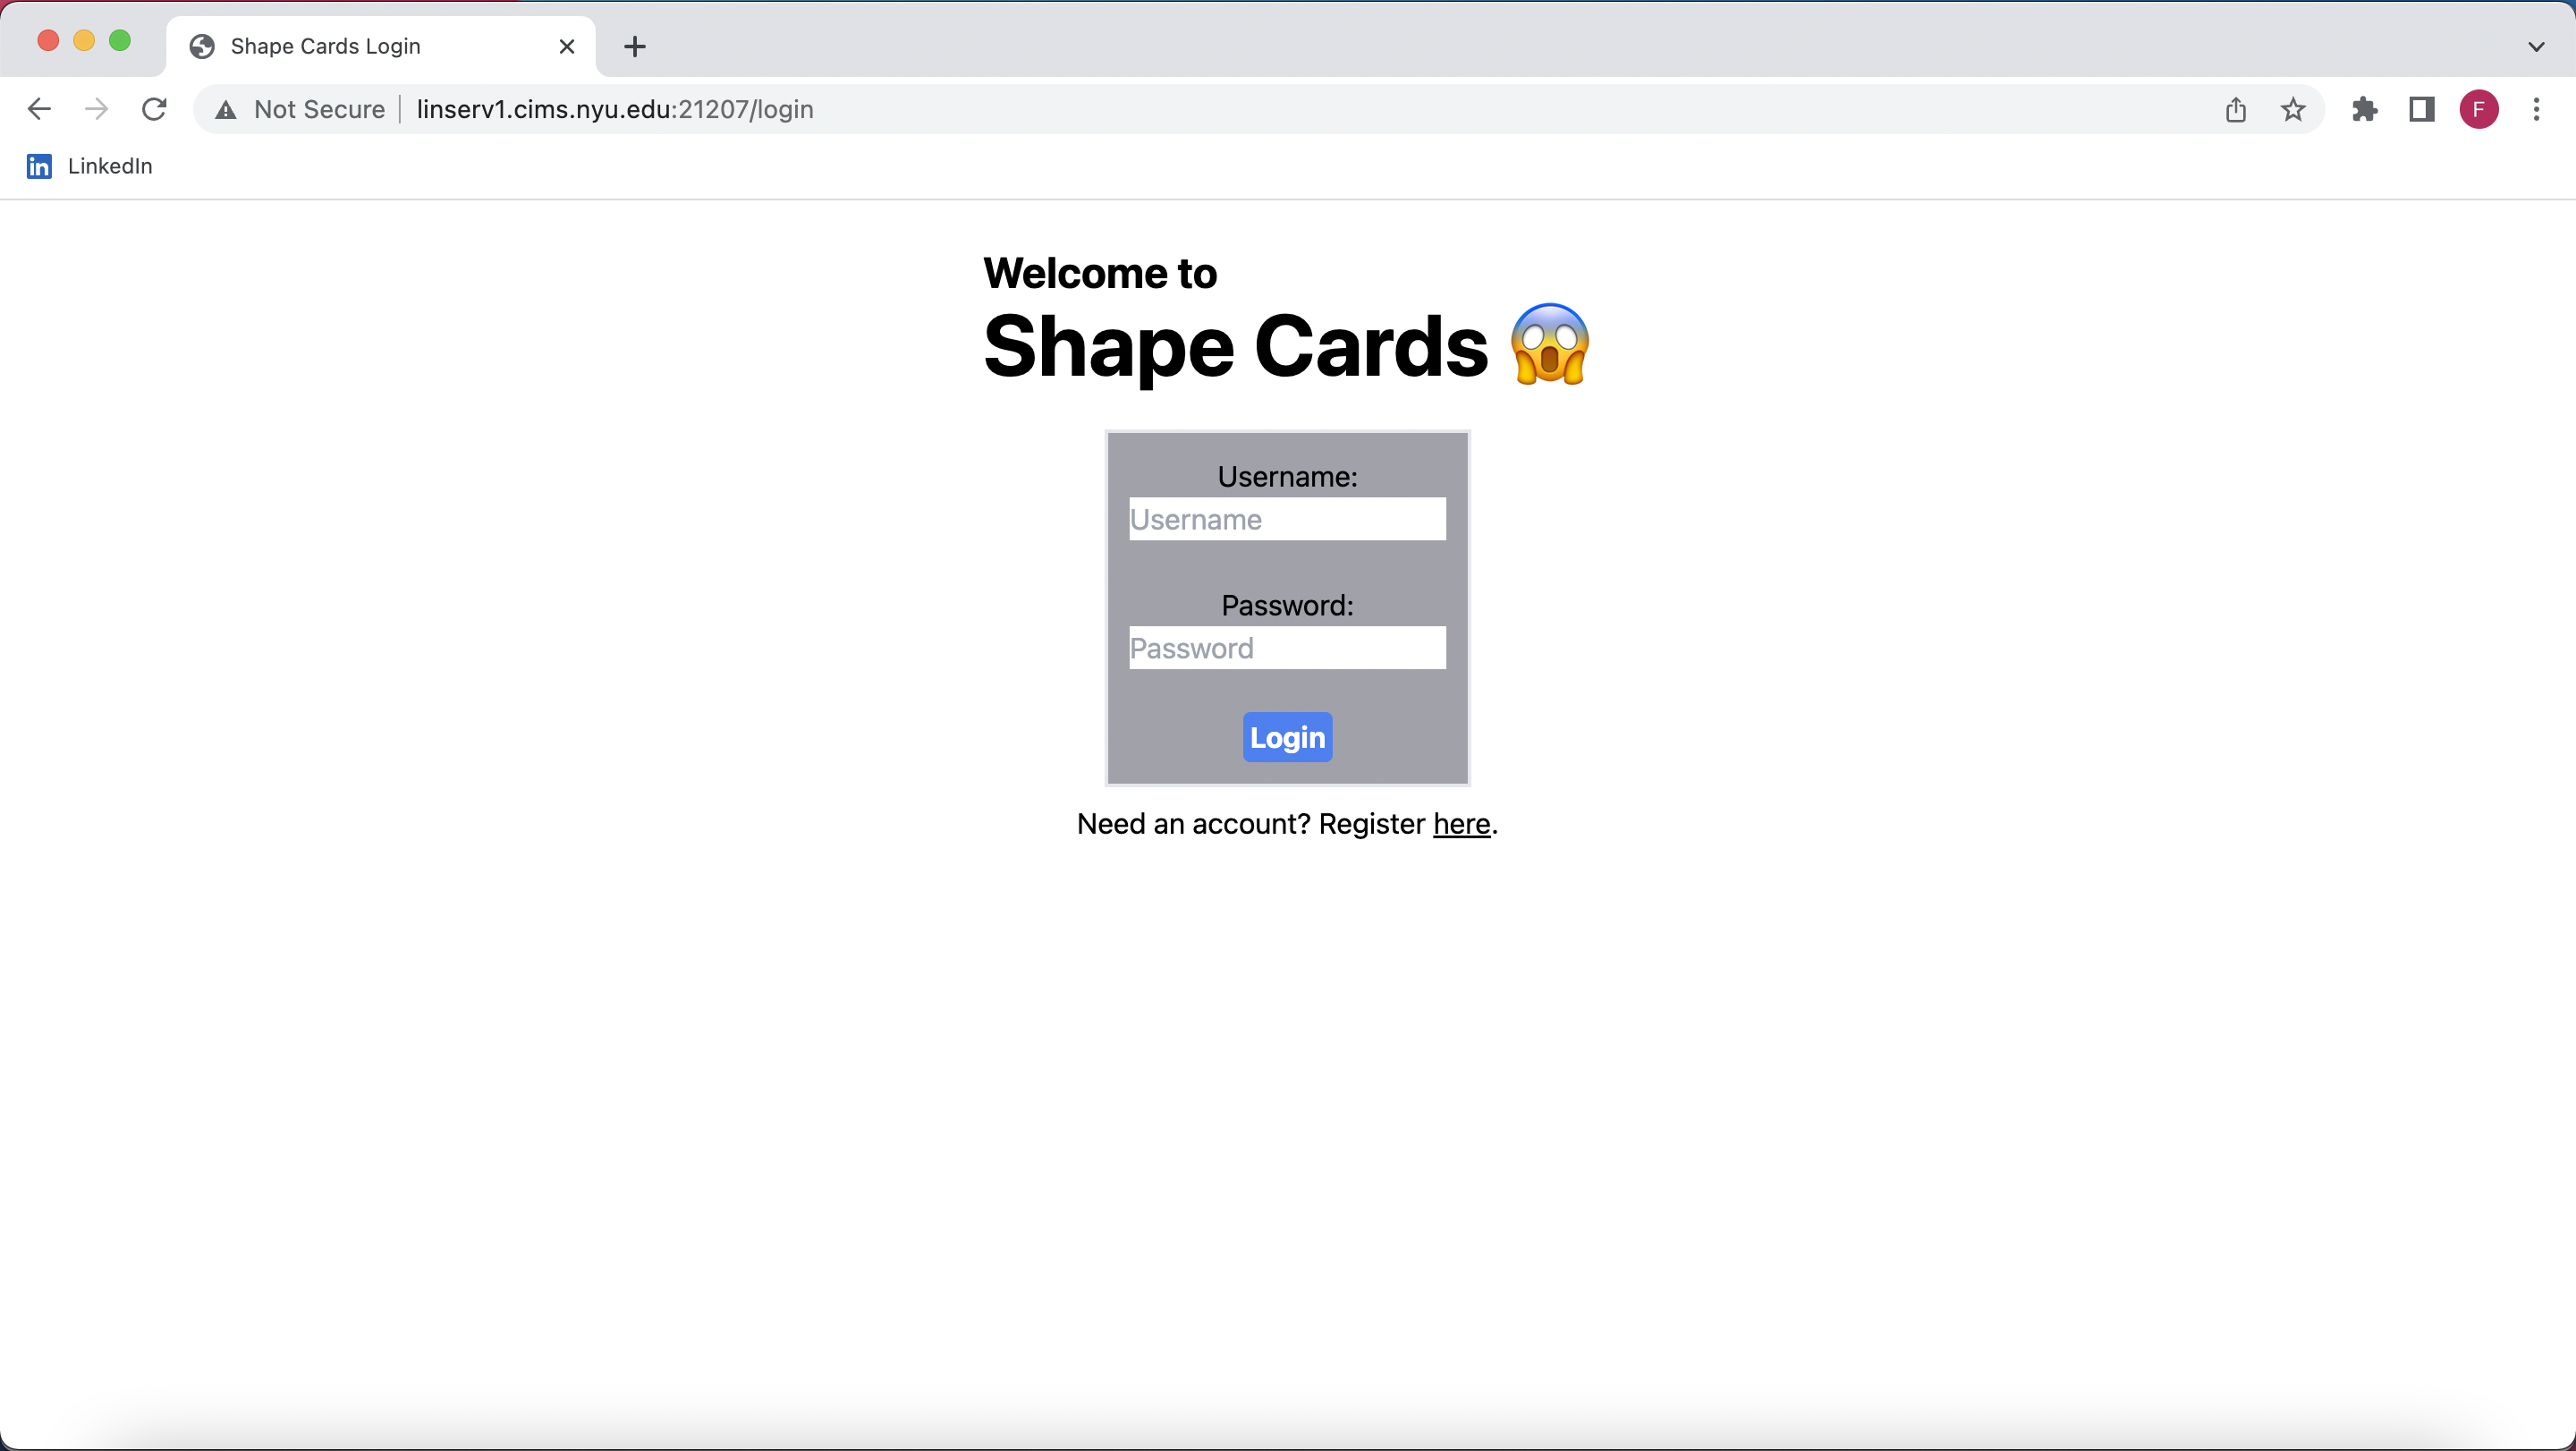 Shape Cards Login
Not Secure linserv1.cims.nyu.edu:21207/login
F
in LinkedIn
Welcome to
Shape Cards 😱
Username:
Username
Password:
Password
Login
Need an account? Register here.